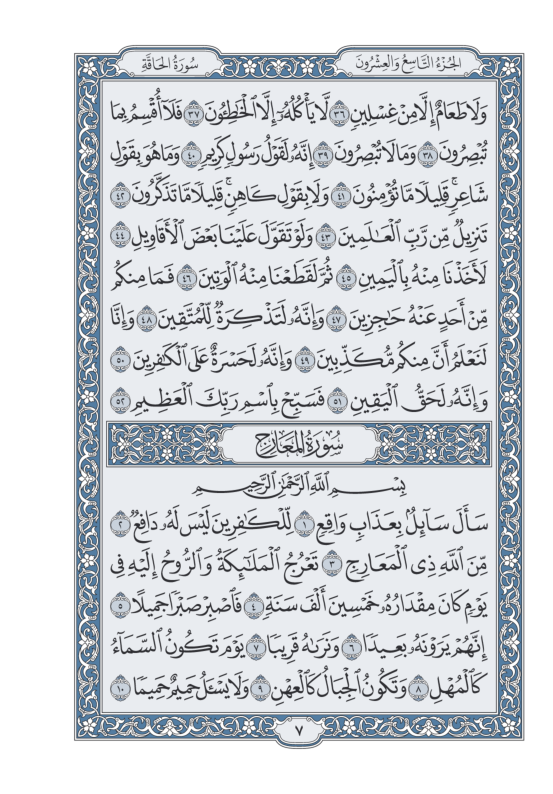 الجُزْءُ التَّاسِعُ وَالعِشْرُونَ
سُورَةُ الحَاقَّةِ
وَلَا طَعَامٌ إِلَّا مِنْ غِسْلِينٍ ٣٦ لَّا يَأْكُلُهُۥٓ إِلَّا ٱلْخَٰطِـُٔونَ ٣٧ فَلَآ أُقْسِمُ بِمَا
تُبْصِرُونَ ٣٨ وَمَا لَا تُبْصِرُونَ ٣٩ إِنَّهُۥ لَقَوْلُ رَسُولٍ كَرِيمٍ ٤٠ وَمَا هُوَ بِقَوْلِ
شَاعِرٍ ۚ قَلِيلًا مَّا تُؤْمِنُونَ ٤١ وَلَا بِقَوْلِ كَاهِنٍ ۚ قَلِيلًا مَّا تَذَكَّرُونَ ٤٢
تَنزِيلٌ مِّن رَّبِّ ٱلْعَٰلَمِينَ ٤٣ وَلَوْ تَقَوَّلَ عَلَيْنَا بَعْضَ ٱلْأَقَاوِيلِ ٤٤
لَأَخَذْنَا مِنْهُ بِٱلْيَمِينِ ٤٥ ثُمَّ لَقَطَعْنَا مِنْهُ ٱلْوَتِينَ ٤٦ فَمَا مِنكُم
مِّنْ أَحَدٍ عَنْهُ حَٰجِزِينَ ٤٧ وَإِنَّهُۥ لَتَذْكِرَةٌ لِّلْمُتَّقِينَ ٤٨ وَإِنَّا
لَنَعْلَمُ أَنَّ مِنكُم مُّكَذِّبِينَ ٤٩ وَإِنَّهُۥ لَحَسْرَةٌ عَلَى ٱلْكَٰفِرِينَ ٥٠
وَإِنَّهُۥ لَحَقُّ ٱلْيَقِينِ ٥١ فَسَبِّحْ بِٱسْمِ رَبِّكَ ٱلْعَظِيمِ ٥٢
سُورَةُ المَعَارِجِ
بِسْمِ ٱللَّهِ ٱلرَّحْمَٰنِ ٱلرَّحِيمِ
سَأَلَ سَآئِلٌۢ بِعَذَابٍ وَاقِعٍ ١ لِّلْكَٰفِرِينَ لَيْسَ لَهُۥ دَافِعٌ ٢
مِّنَ ٱللَّهِ ذِى ٱلْمَعَارِجِ ٣ تَعْرُجُ ٱلْمَلَٰٓئِكَةُ وَٱلرُّوحُ إِلَيْهِ فِى
يَوْمٍ كَانَ مِقْدَارُهُۥ خَمْسِينَ أَلْفَ سَنَةٍ ٤ فَٱصْبِرْ صَبْرًا جَمِيلًا ٥
إِنَّهُمْ يَرَوْنَهُۥ بَعِيدًا ٦ وَنَرَىٰهُ قَرِيبًا ٧ يَوْمَ تَكُونُ ٱلسَّمَآءُ
كَٱلْمُهْلِ ٨ وَتَكُونُ ٱلْجِبَالُ كَٱلْعِهْنِ ٩ وَلَا يَسْـَٔلُ حَمِيمٌ حَمِيمًا ١٠
٧